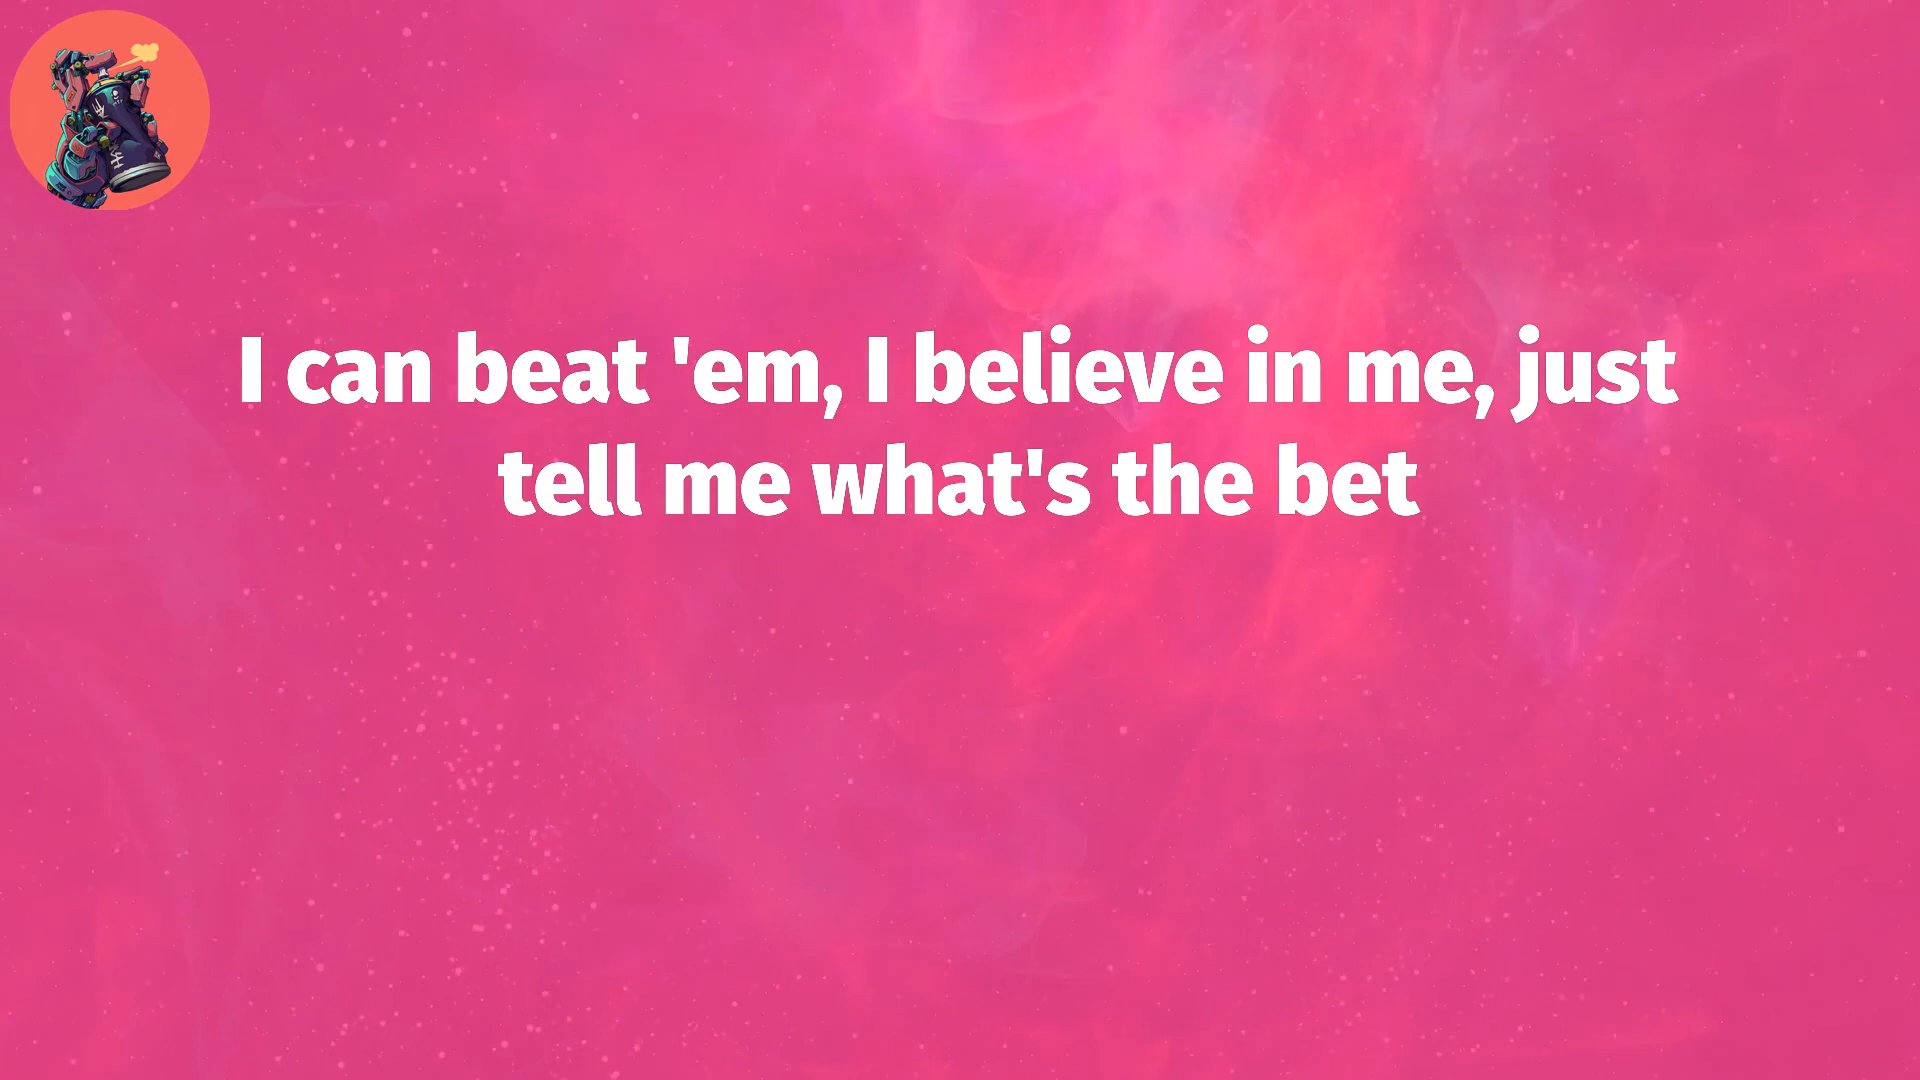 I can beat 'em, I believe in me, just
tell me what's the bet